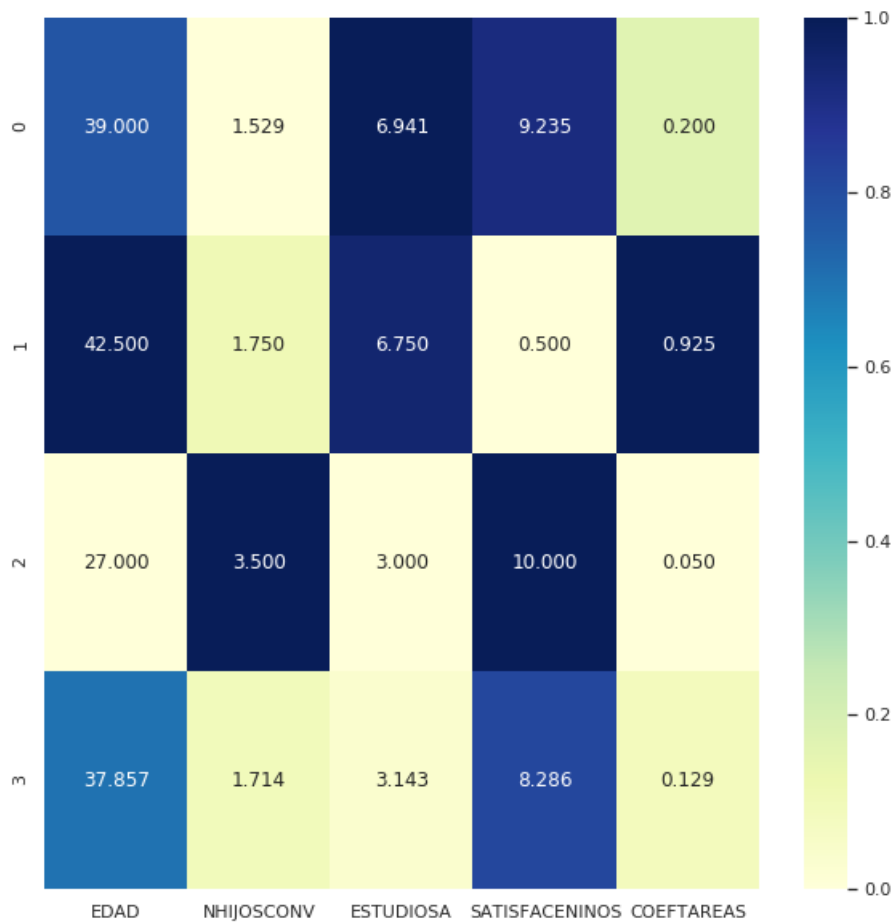 1.0
0 39.000 1.529 6.941 9.235 0.200
0.8
1 42.500 1.750 6.750 0.500 0.925
0.6
0.4
2 27.000 3.500 3.000 10.000 0.050
0.2
3 37.857 1.714 3.143 8.286 0.129
0.0
EDAD NHIJOSCONV ESTUDIOSA SATISFACENINOS COEFTAREAS